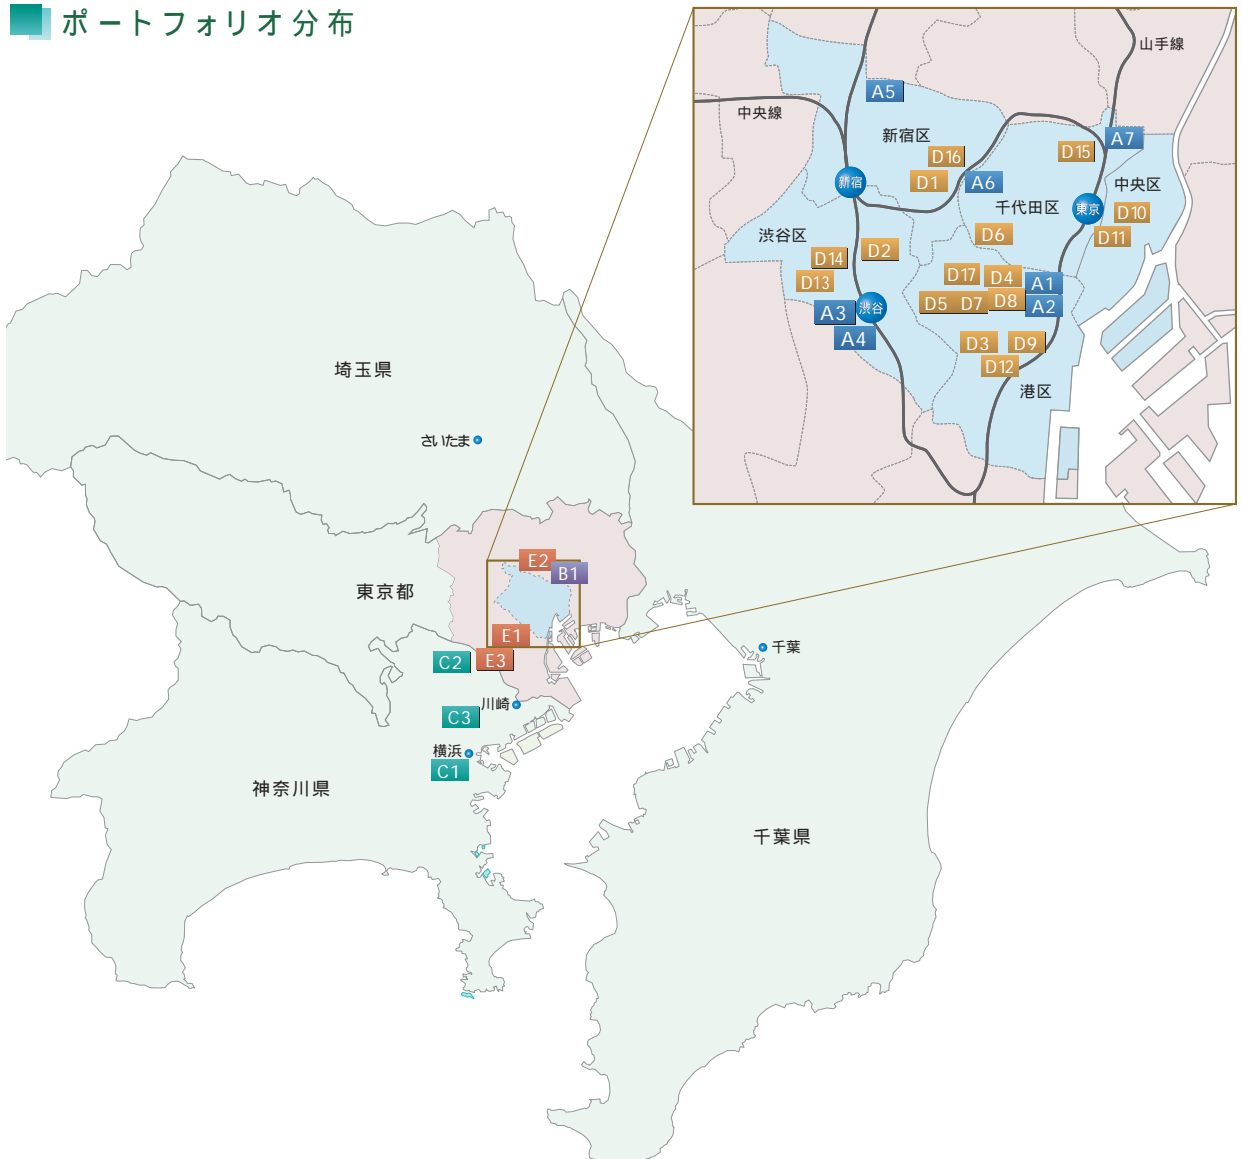 ポートフォリオ分布
山手線
A5
中央線
新宿区
A7
D16
D15
新宿
D1
A6
中央区
千代田区
東京
D10
渋谷区
D6
D11
D2
D14
D17
D4
A1
D13
D5
D7
D8
A2
A3
渋谷
A4
D3
D9
D12
港区
埼玉県
さいたま
E2
B1
東京都
E1
千葉
C2
E3
川崎
C3
横浜
C1
神奈川県
千葉県